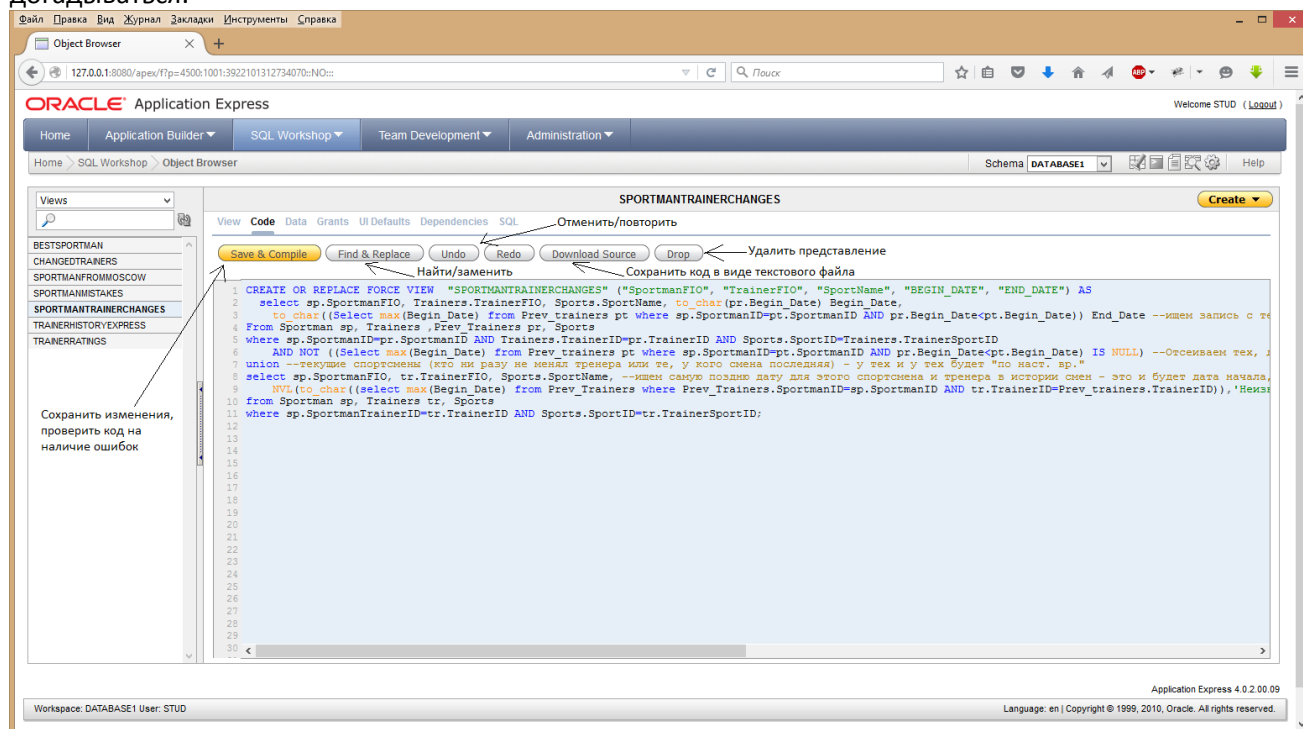 догадываться.
Файл Правка Вид Журнал Закладки Инструменты Справка
Object Browser
127.0.0.1:8080/apex/f?p=4500:1001:3922101312734070::NO:::
Поиск
ABP
ORACLE Application Express
Welcome STUD ( Logout )
Home Application Builder SQL Workshop Team Development Administration
Home SQL Workshop Object Browser
Schema DATABASE1 Help
Views
SPORTMANTRAINERCHANGES
Create
View Code Data Grants UI Defaults Dependencies SQL
Отменить/повторить
BESTSPORTMAN
CHANGEDTRAINERS
SPORTMANFROMMOSCOW
SPORTMANMISTAKES
SPORTMANTRAINERCHANGES
TRAINERHISTORYEXPRESS
TRAINERRATINGS
Save & Compile Find & Replace Undo Redo Download Source Drop
Удалить представление
Найти/заменить
Сохранить код в виде текстового файла
1 CREATE OR REPLACE FORCE VIEW "SPORTMANTRAINERCHANGES" ("SportmanFIO", "TrainerFIO", "SportName", "BEGIN_DATE", "END_DATE") AS
2 select sp.SportmanFIO, Trainers.TrainerFIO, Sports.SportName, to_char(pr.Begin_Date) Begin_Date,
3 to_char((Select max(Begin_Date) from Prev_trainers pt where sp.SportmanID=pt.SportmanID AND pr.Begin_Date<pt.Begin_Date)) End_Date --ищем запись с те
4 From Sportman sp, Trainers ,Prev_Trainers pr, Sports
5 where sp.SportmanID=pr.SportmanID AND Trainers.TrainerID=pr.TrainerID AND Sports.SportID=Trainers.TrainerSportID
6 AND NOT ((Select max(Begin_Date) from Prev_trainers pt where sp.SportmanID=pt.SportmanID AND pr.Begin_Date<pt.Begin_Date) IS NULL) --Отсеиваем тех,
7 union --текущие спортсмены (кто ни разу не менял тренера или те, у кого смена последняя) - у тех и у тех будет "по наст. вр."
8 select sp.SportmanFIO, tr.TrainerFIO, Sports.SportName, --ищем самую поздню дату для этого спортсмена и тренера в истории смен - это и будет дата начала,
9 NVL(to_char((select max(Begin_Date) from Prev_Trainers where Prev_Trainers.SportmanID=sp.SportmanID AND tr.TrainerID=Prev_trainers.TrainerID)),'Неизв
10 from Sportman sp, Trainers tr, Sports
11 where sp.SportmanTrainerID=tr.TrainerID AND Sports.SportID=tr.TrainerSportID;
12
13
14
15
16
17
18
19
20
21
22
23
24
25
26
27
28
29
30
Сохранить изменения,
проверить код на
наличие ошибок
Application Express 4.0.2.00.09
Workspace: DATABASE1 User: STUD
Language: en | Copyright © 1999, 2010, Oracle. All rights reserved.